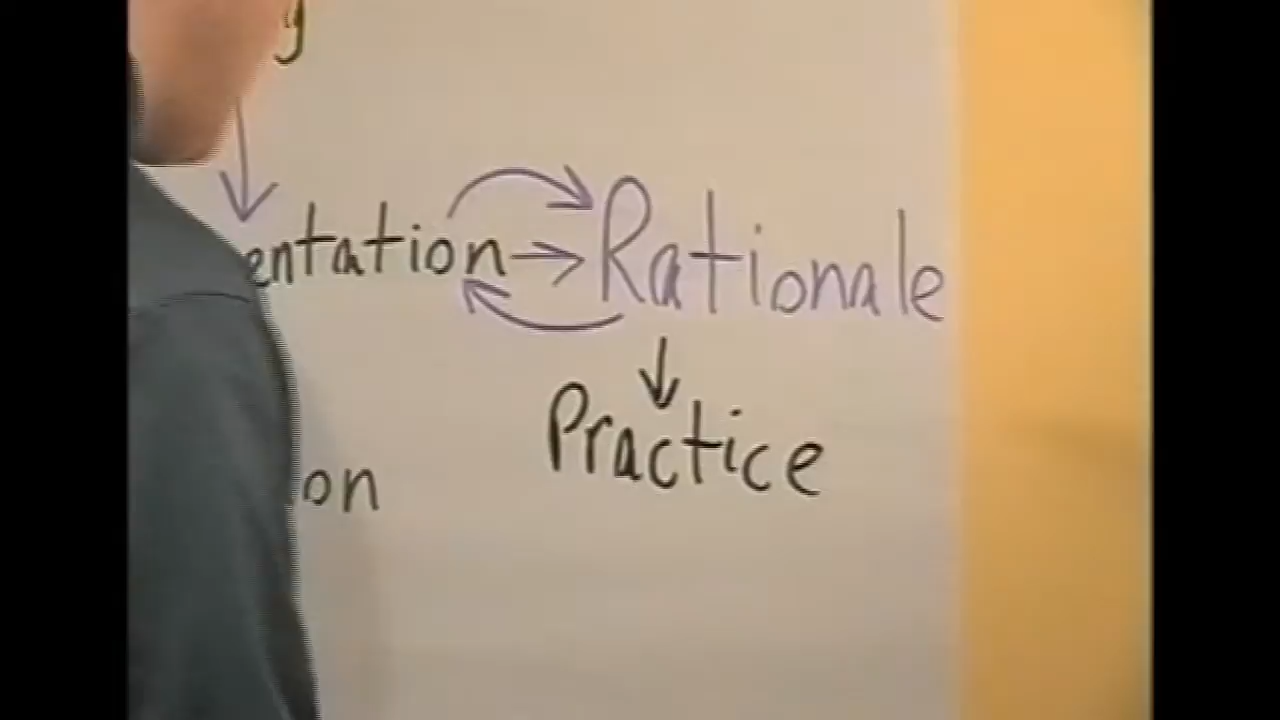 y
entation → Rationale
Practice
on